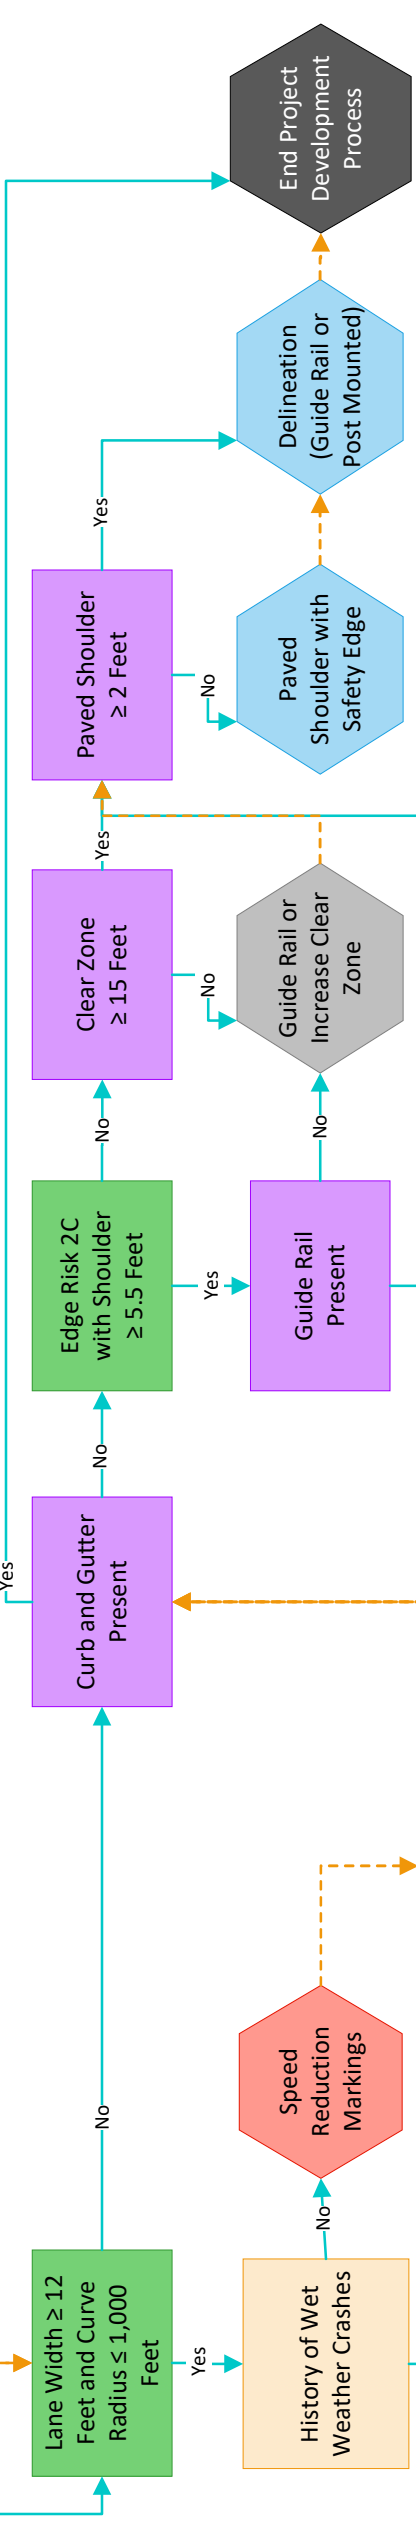 Lane Width ≥ 12
Feet and Curve
Radius ≤ 1,000
Feet
No
Yes
History of Wet
Weather Crashes
No
Speed
Reduction
Markings
Curb and Gutter
Present
Yes
No
Edge Risk 2C
with Shoulder
≥ 5.5 Feet
No
Yes
Guide Rail
Present
No
Clear Zone
≥ 15 Feet
Yes
No
Guide Rail or
Increase Clear
Zone
Paved Shoulder
≥ 2 Feet
Yes
No
Paved
Shoulder with
Safety Edge
Delineation
(Guide Rail or
Post Mounted)
End Project
Development
Process